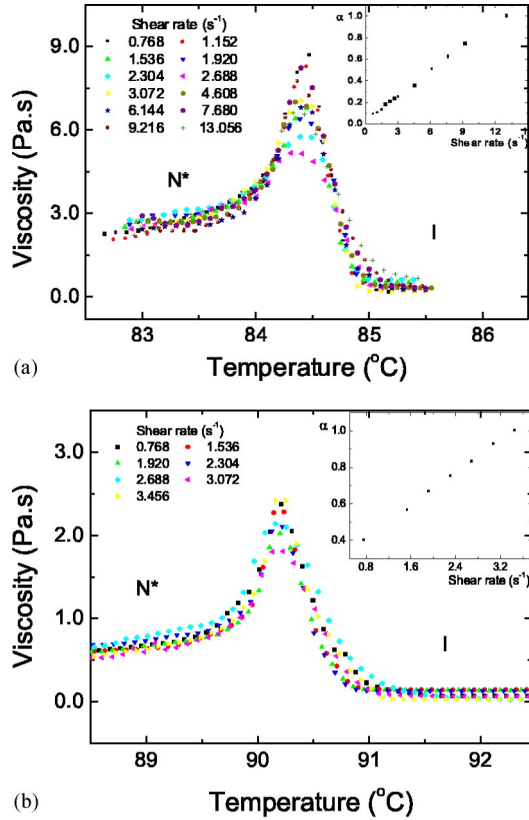 Shear rate (s⁻¹)
0.768 1.152
1.536 1.920
2.304 2.688
3.072 4.608
6.144 7.680
9.216 13.056
α
1.0
0.8
0.6
0.4
0.2
0.0
0 3 6 9 12
Shear rate (s⁻¹)
N*
I
9.0
6.0
3.0
0.0
Viscosity (Pa.s)
83 84 85 86
Temperature (°C)
(a)
Shear rate (s⁻¹)
0.768 1.536
1.920 2.304
2.688 3.072
3.456
α
1.0
0.8
0.6
0.4
0.8 1.6 2.4 3.2
Shear rate (s⁻¹)
N*
I
3.0
2.0
1.0
0.0
Viscosity (Pa.s)
89 90 91 92
Temperature (°C)
(b)